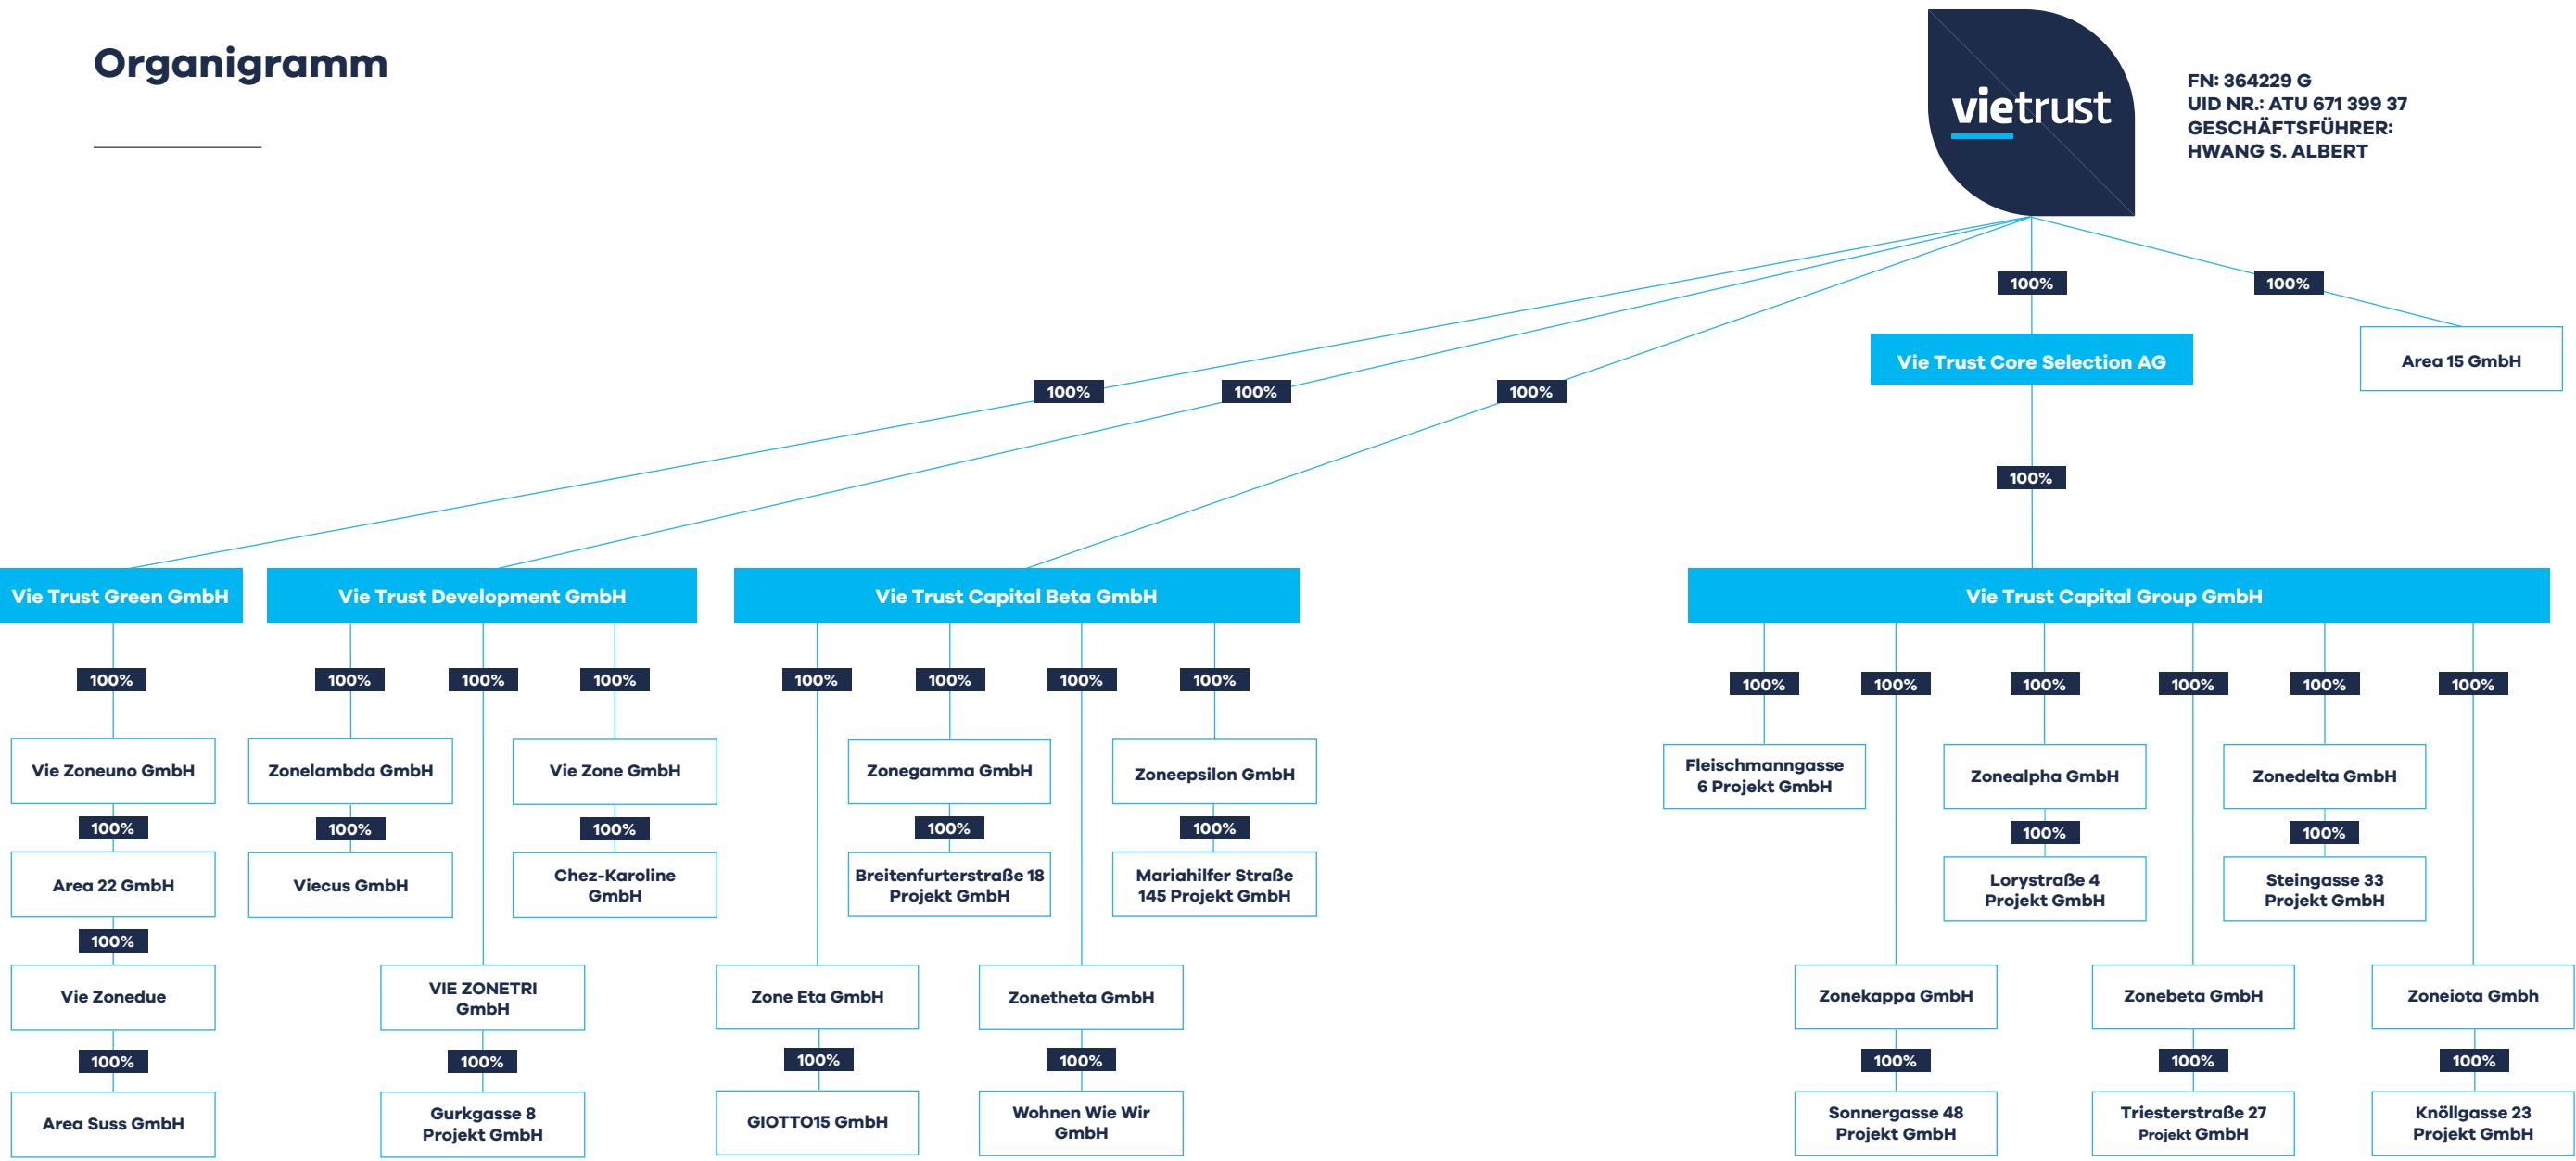 Organigramm
vietrust
FN: 364229 G
UID NR.: ATU 671 399 37
GESCHÄFTSFÜHRER:
HWANG S. ALBERT
100%
100%
Vie Trust Core Selection AG
Area 15 GmbH
100%
100%
100%
100%
Vie Trust Green GmbH
Vie Trust Development GmbH
Vie Trust Capital Beta GmbH
Vie Trust Capital Group GmbH
100%
100%
100%
100%
100%
100%
100%
100%
100%
100%
100%
100%
100%
100%
Vie Zoneuno GmbH
Zonelambda GmbH
Vie Zone GmbH
Zonegamma GmbH
Zoneepsilon GmbH
Fleischmanngasse
6 Projekt GmbH
Zonealpha GmbH
Zonedelta GmbH
100%
100%
100%
100%
100%
100%
100%
Area 22 GmbH
Viecus GmbH
Chez-Karoline
GmbH
Breitenfurterstraße 18
Projekt GmbH
Mariahilfer Straße
145 Projekt GmbH
Lorystraße 4
Projekt GmbH
Steingasse 33
Projekt GmbH
100%
Vie Zonedue
VIE ZONETRI
GmbH
Zone Eta GmbH
Zonetheta GmbH
Zonekappa GmbH
Zonebeta GmbH
Zoneiota Gmbh
100%
100%
100%
100%
100%
100%
100%
Area Suss GmbH
Gurkgasse 8
Projekt GmbH
GIOTTO15 GmbH
Wohnen Wie Wir
GmbH
Sonnergasse 48
Projekt GmbH
Triesterstraße 27
Projekt GmbH
Knöllgasse 23
Projekt GmbH